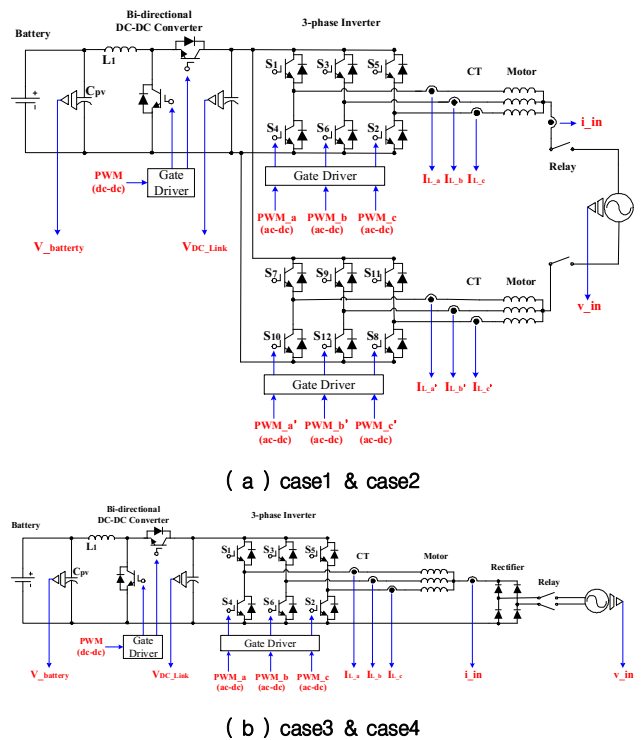 Bi-directional
DC-DC Converter
3-phase Inverter
Battery
L1
Cpv
S1
S3
S5
CT
Motor
i_in
S4
S6
S2
Relay
PWM
(dc-dc)
Gate
Driver
Gate Driver
IL_a
IL_b
IL_c
V_batterty
VDC_Link
PWM_a
(ac-dc)
PWM_b
(ac-dc)
PWM_c
(ac-dc)
S7
S9
S11
CT
Motor
v_in
S10
S12
S8
Gate Driver
IL_a'
IL_b'
IL_c'
PWM_a'
(ac-dc)
PWM_b'
(ac-dc)
PWM_c'
(ac-dc)
( a ) case1 & case2
Bi-directional
DC-DC Converter
3-phase Inverter
Battery
L1
Cpv
S1
S3
S5
CT
Motor
Rectifier
Relay
S4
S6
S2
PWM
(dc-dc)
Gate
Driver
Gate Driver
V_battery
VDC_Link
PWM_a
(ac-dc)
PWM_b
(ac-dc)
PWM_c
(ac-dc)
IL_a
IL_b
IL_c
i_in
v_in
( b ) case3 & case4